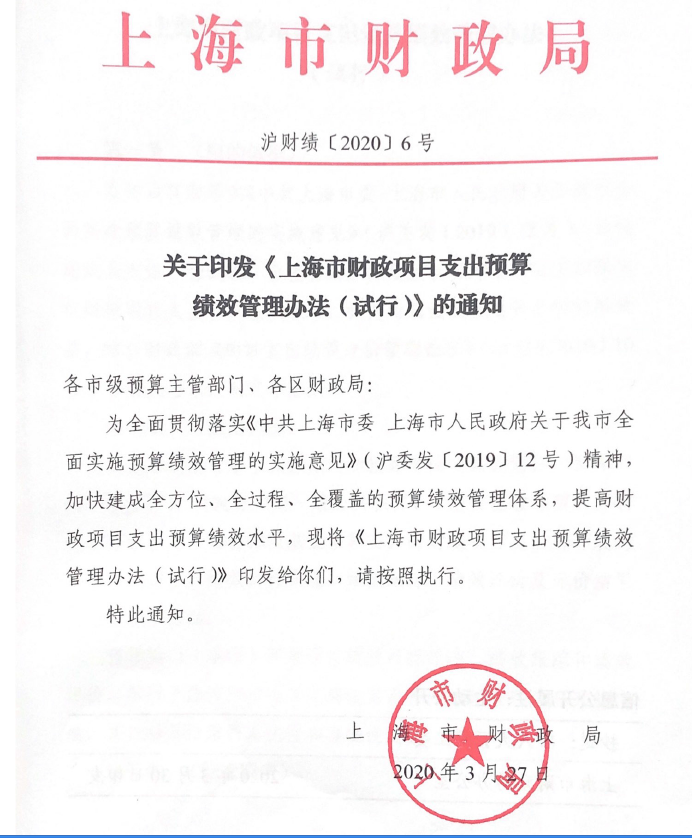 上海市财政局
沪财绩〔2020〕6号
关于印发《上海市财政项目支出预算
绩效管理办法（试行）》的通知
各市级预算主管部门、各区财政局：
为全面贯彻落实《中共上海市委 上海市人民政府关于我市全
面实施预算绩效管理的实施意见》（沪委发〔2019〕12号）精神，
加快建成全方位、全过程、全覆盖的预算绩效管理体系，提高财
政项目支出预算绩效水平，现将《上海市财政项目支出预算绩效
管理办法（试行）》印发给你们，请按照执行。
特此通知。
上海市财政局
上海市财政局
2020年3月27日